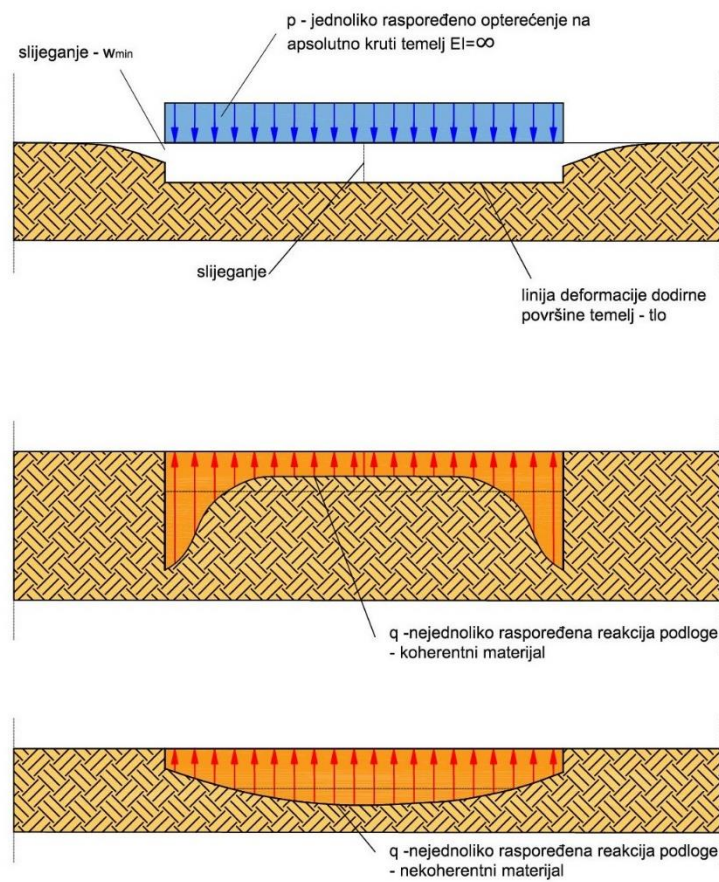 p - jednoliko raspoređeno opterećenje na
apsolutno kruti temelj EI=∞
slijeganje - wmin
slijeganje
linija deformacije dodirne
površine temelj - tlo
q -nejednoliko raspoređena reakcija podloge
- koherentni materijal
q -nejednoliko raspoređena reakcija podloge
- nekoherentni materijal